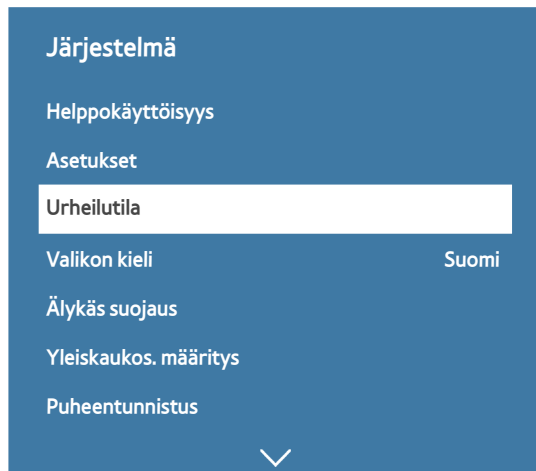 Järjestelmä
Helppokäyttöisyys
Asetukset
Urheilutila
Valikon kieli Suomi
Älykäs suojaus
Yleiskaukos. määritys
Puheentunnistus